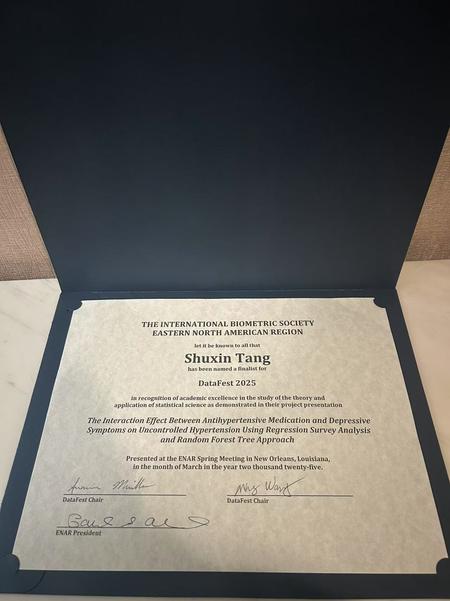 THE INTERNATIONAL BIOMETRIC SOCIETY
EASTERN NORTH AMERICAN REGION
let it be known to all that
Shuxin Tang
has been named a finalist for
DataFest 2025
in recognition of academic excellence in the study of the theory and
application of statistical science as demonstrated in their project presentation
The Interaction Effect Between Antihypertensive Medication and Depressive
Symptoms on Uncontrolled Hypertension Using Regression Survey Analysis
and Random Forest Tree Approach
Presented at the ENAR Spring Meeting in New Orleans, Louisiana,
in the month of March in the year two thousand twenty-five.
DataFest Chair
DataFest Chair
ENAR President